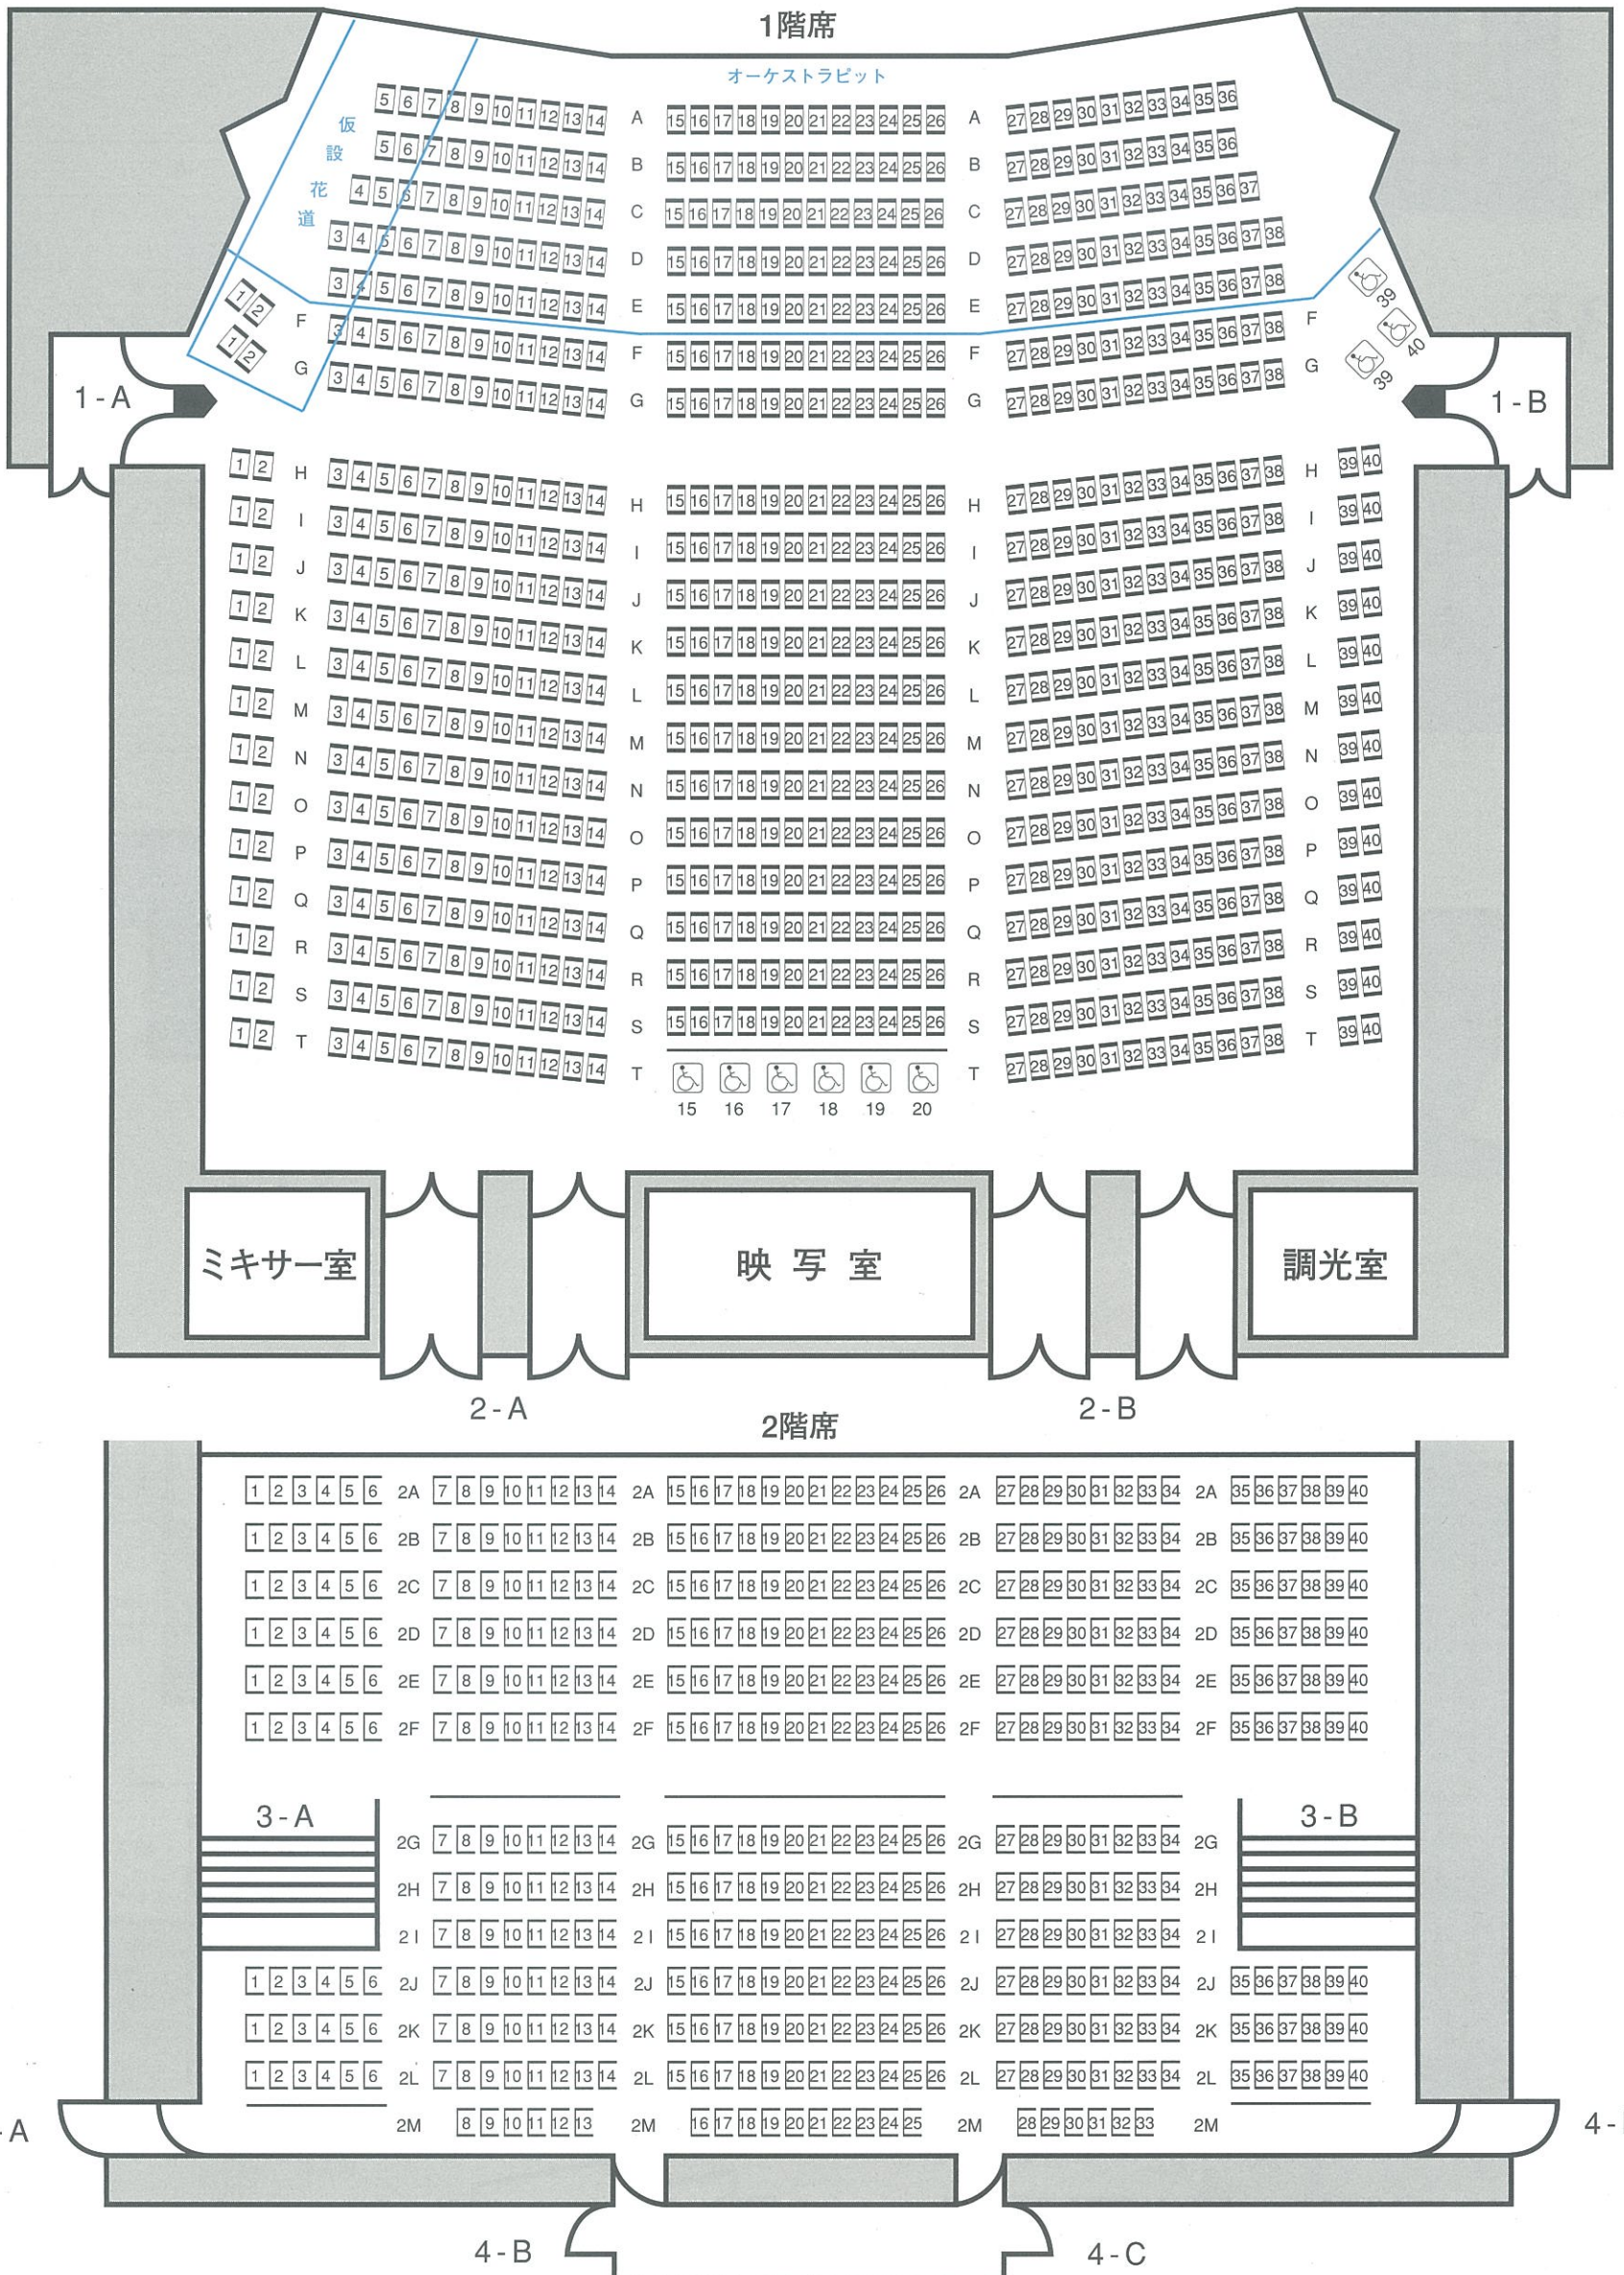 1階席
オーケストラピット
仮設花道
5 6 7 8 9 10 11 12 13 14 A 15 16 17 18 19 20 21 22 23 24 25 26 A 27 28 29 30 31 32 33 34 35 36
5 6 7 8 9 10 11 12 13 14 B 15 16 17 18 19 20 21 22 23 24 25 26 B 27 28 29 30 31 32 33 34 35 36
4 5 6 7 8 9 10 11 12 13 14 C 15 16 17 18 19 20 21 22 23 24 25 26 C 27 28 29 30 31 32 33 34 35 36 37
3 4 5 6 7 8 9 10 11 12 13 14 D 15 16 17 18 19 20 21 22 23 24 25 26 D 27 28 29 30 31 32 33 34 35 36 37 38
3 4 5 6 7 8 9 10 11 12 13 14 E 15 16 17 18 19 20 21 22 23 24 25 26 E 27 28 29 30 31 32 33 34 35 36 37 38
1 2 F 3 4 5 6 7 8 9 10 11 12 13 14 F 15 16 17 18 19 20 21 22 23 24 25 26 F 27 28 29 30 31 32 33 34 35 36 37 38 F 39 40
1 2 G 3 4 5 6 7 8 9 10 11 12 13 14 G 15 16 17 18 19 20 21 22 23 24 25 26 G 27 28 29 30 31 32 33 34 35 36 37 38 G 39
1-A 1-B
1 2 H 3 4 5 6 7 8 9 10 11 12 13 14 H 15 16 17 18 19 20 21 22 23 24 25 26 H 27 28 29 30 31 32 33 34 35 36 37 38 H 39 40
1 2 I 3 4 5 6 7 8 9 10 11 12 13 14 I 15 16 17 18 19 20 21 22 23 24 25 26 I 27 28 29 30 31 32 33 34 35 36 37 38 I 39 40
1 2 J 3 4 5 6 7 8 9 10 11 12 13 14 J 15 16 17 18 19 20 21 22 23 24 25 26 J 27 28 29 30 31 32 33 34 35 36 37 38 J 39 40
1 2 K 3 4 5 6 7 8 9 10 11 12 13 14 K 15 16 17 18 19 20 21 22 23 24 25 26 K 27 28 29 30 31 32 33 34 35 36 37 38 K 39 40
1 2 L 3 4 5 6 7 8 9 10 11 12 13 14 L 15 16 17 18 19 20 21 22 23 24 25 26 L 27 28 29 30 31 32 33 34 35 36 37 38 L 39 40
1 2 M 3 4 5 6 7 8 9 10 11 12 13 14 M 15 16 17 18 19 20 21 22 23 24 25 26 M 27 28 29 30 31 32 33 34 35 36 37 38 M 39 40
1 2 N 3 4 5 6 7 8 9 10 11 12 13 14 N 15 16 17 18 19 20 21 22 23 24 25 26 N 27 28 29 30 31 32 33 34 35 36 37 38 N 39 40
1 2 O 3 4 5 6 7 8 9 10 11 12 13 14 O 15 16 17 18 19 20 21 22 23 24 25 26 O 27 28 29 30 31 32 33 34 35 36 37 38 O 39 40
1 2 P 3 4 5 6 7 8 9 10 11 12 13 14 P 15 16 17 18 19 20 21 22 23 24 25 26 P 27 28 29 30 31 32 33 34 35 36 37 38 P 39 40
1 2 Q 3 4 5 6 7 8 9 10 11 12 13 14 Q 15 16 17 18 19 20 21 22 23 24 25 26 Q 27 28 29 30 31 32 33 34 35 36 37 38 Q 39 40
1 2 R 3 4 5 6 7 8 9 10 11 12 13 14 R 15 16 17 18 19 20 21 22 23 24 25 26 R 27 28 29 30 31 32 33 34 35 36 37 38 R 39 40
1 2 S 3 4 5 6 7 8 9 10 11 12 13 14 S 15 16 17 18 19 20 21 22 23 24 25 26 S 27 28 29 30 31 32 33 34 35 36 37 38 S 39 40
1 2 T 3 4 5 6 7 8 9 10 11 12 13 14 T 15 16 17 18 19 20 T 27 28 29 30 31 32 33 34 35 36 37 38 T 39 40
ミキサー室 映写室 調光室
2-A 2-B
2階席
1 2 3 4 5 6 2A 7 8 9 10 11 12 13 14 2A 15 16 17 18 19 20 21 22 23 24 25 26 2A 27 28 29 30 31 32 33 34 2A 35 36 37 38 39 40
1 2 3 4 5 6 2B 7 8 9 10 11 12 13 14 2B 15 16 17 18 19 20 21 22 23 24 25 26 2B 27 28 29 30 31 32 33 34 2B 35 36 37 38 39 40
1 2 3 4 5 6 2C 7 8 9 10 11 12 13 14 2C 15 16 17 18 19 20 21 22 23 24 25 26 2C 27 28 29 30 31 32 33 34 2C 35 36 37 38 39 40
1 2 3 4 5 6 2D 7 8 9 10 11 12 13 14 2D 15 16 17 18 19 20 21 22 23 24 25 26 2D 27 28 29 30 31 32 33 34 2D 35 36 37 38 39 40
1 2 3 4 5 6 2E 7 8 9 10 11 12 13 14 2E 15 16 17 18 19 20 21 22 23 24 25 26 2E 27 28 29 30 31 32 33 34 2E 35 36 37 38 39 40
1 2 3 4 5 6 2F 7 8 9 10 11 12 13 14 2F 15 16 17 18 19 20 21 22 23 24 25 26 2F 27 28 29 30 31 32 33 34 2F 35 36 37 38 39 40
3-A 3-B
2G 7 8 9 10 11 12 13 14 2G 15 16 17 18 19 20 21 22 23 24 25 26 2G 27 28 29 30 31 32 33 34 2G
2H 7 8 9 10 11 12 13 14 2H 15 16 17 18 19 20 21 22 23 24 25 26 2H 27 28 29 30 31 32 33 34 2H
2I 7 8 9 10 11 12 13 14 2I 15 16 17 18 19 20 21 22 23 24 25 26 2I 27 28 29 30 31 32 33 34 2I
1 2 3 4 5 6 2J 7 8 9 10 11 12 13 14 2J 15 16 17 18 19 20 21 22 23 24 25 26 2J 27 28 29 30 31 32 33 34 2J 35 36 37 38 39 40
1 2 3 4 5 6 2K 7 8 9 10 11 12 13 14 2K 15 16 17 18 19 20 21 22 23 24 25 26 2K 27 28 29 30 31 32 33 34 2K 35 36 37 38 39 40
1 2 3 4 5 6 2L 7 8 9 10 11 12 13 14 2L 15 16 17 18 19 20 21 22 23 24 25 26 2L 27 28 29 30 31 32 33 34 2L 35 36 37 38 39 40
2M 8 9 10 11 12 13 2M 16 17 18 19 20 21 22 23 24 25 2M 28 29 30 31 32 33 2M
-A 4-
4-B 4-C